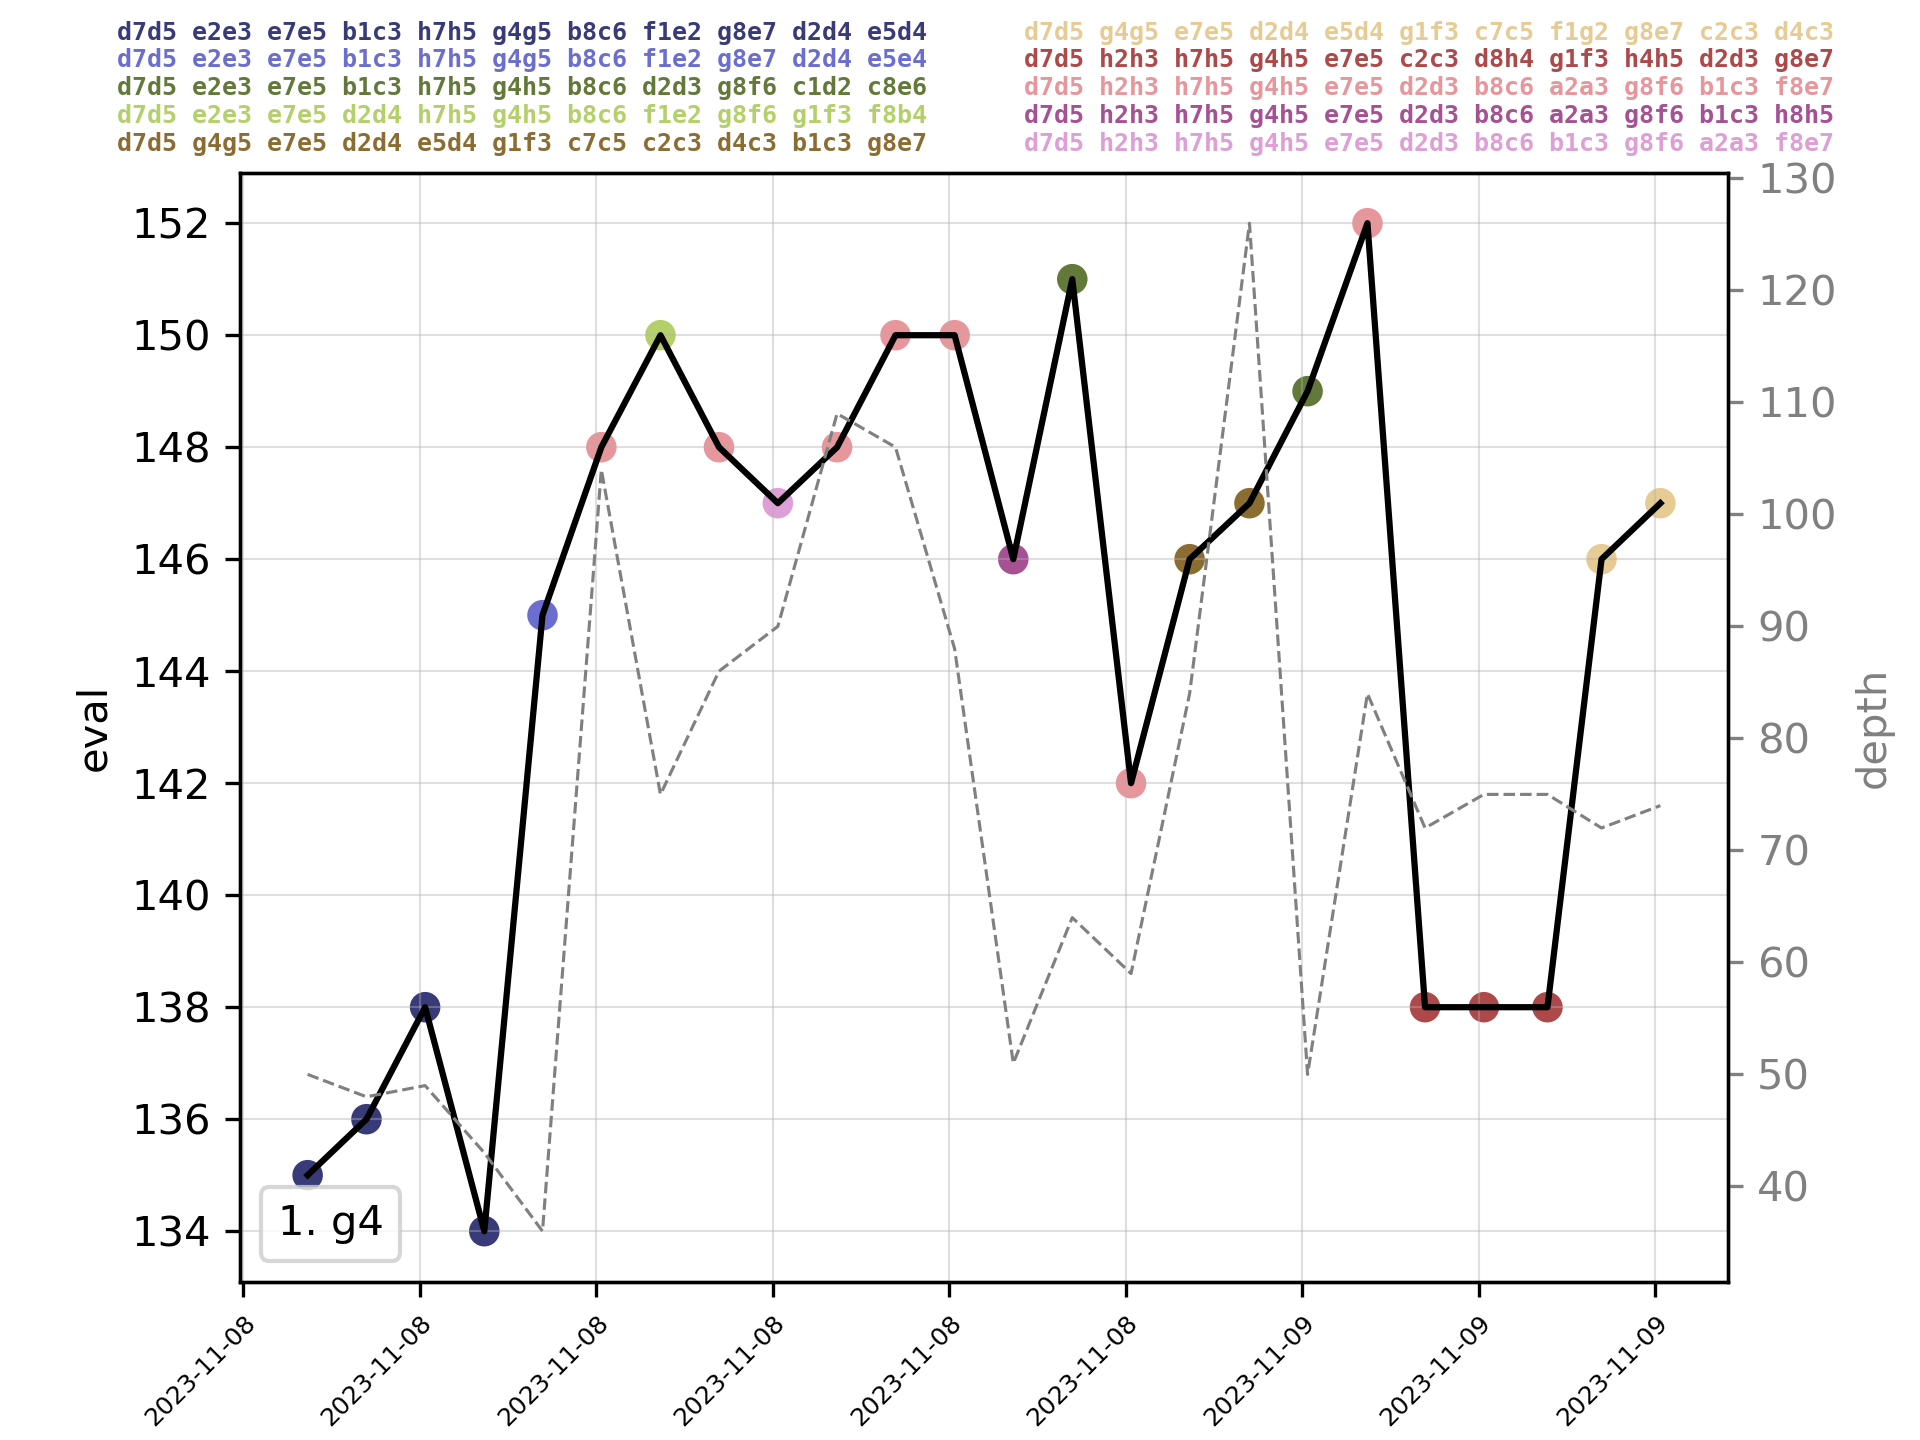 d7d5 e2e3 e7e5 b1c3 h7h5 g4g5 b8c6 f1e2 g8e7 d2d4 e5d4
d7d5 e2e3 e7e5 b1c3 h7h5 g4g5 b8c6 f1e2 g8e7 d2d4 e5e4
d7d5 e2e3 e7e5 b1c3 h7h5 g4h5 b8c6 d2d3 g8f6 c1d2 c8e6
d7d5 e2e3 e7e5 d2d4 h7h5 g4h5 b8c6 f1e2 g8f6 g1f3 f8b4
d7d5 g4g5 e7e5 d2d4 e5d4 g1f3 c7c5 c2c3 d4c3 b1c3 g8e7
d7d5 g4g5 e7e5 d2d4 e5d4 g1f3 c7c5 f1g2 g8e7 c2c3 d4c3
d7d5 h2h3 h7h5 g4h5 e7e5 c2c3 d8h4 g1f3 h4h5 d2d3 g8e7
d7d5 h2h3 h7h5 g4h5 e7e5 d2d3 b8c6 a2a3 g8f6 b1c3 f8e7
d7d5 h2h3 h7h5 g4h5 e7e5 d2d3 b8c6 a2a3 g8f6 b1c3 h8h5
d7d5 h2h3 h7h5 g4h5 e7e5 d2d3 b8c6 b1c3 g8f6 a2a3 f8e7
152
150
148
146
144
142
140
138
136
134
eval
1. g4
130
120
110
100
90
80
70
60
50
40
depth
2023-11-08
2023-11-08
2023-11-08
2023-11-08
2023-11-08
2023-11-08
2023-11-09
2023-11-09
2023-11-09